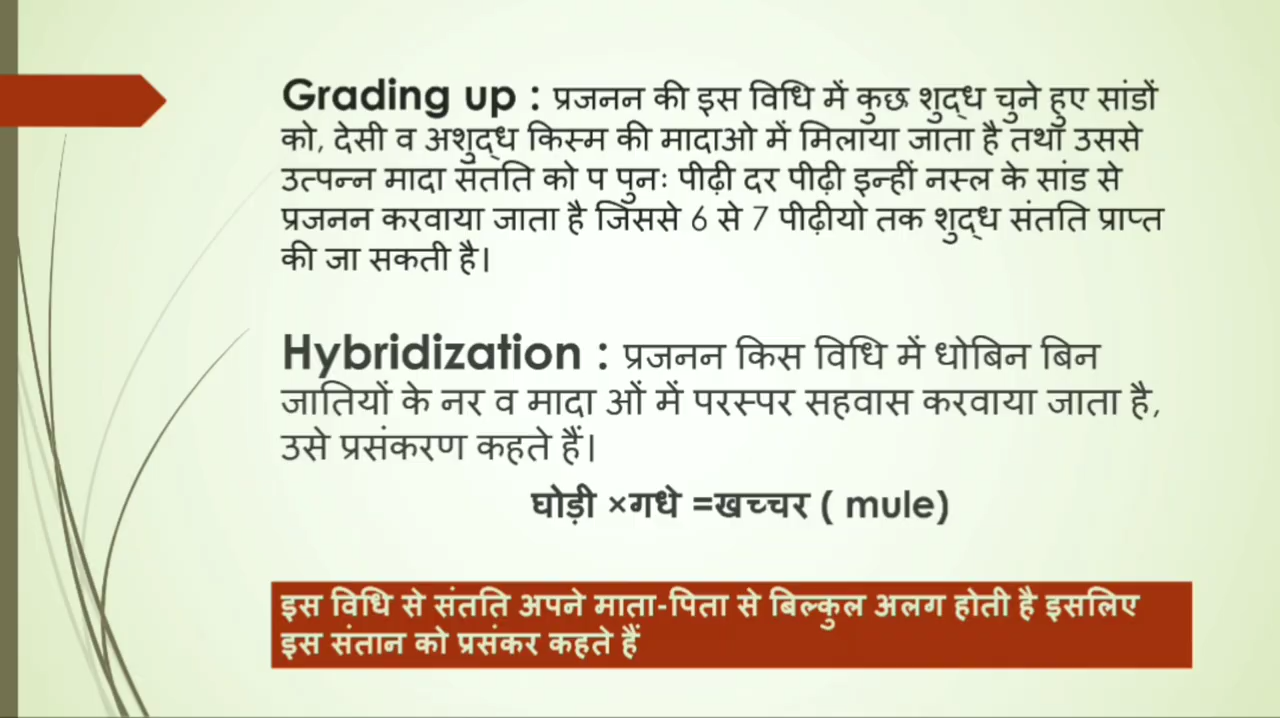 Grading up : प्रजनन की इस विधि में कुछ शुद्ध चुने हुए सांडों
को, देसी व अशुद्ध किस्म की मादाओ में मिलाया जाता है तथा उससे
उत्पन्न मादा संतति को प पुनः पीढ़ी दर पीढ़ी इन्हीं नस्ल के सांड से
प्रजनन करवाया जाता है जिससे 6 से 7 पीढ़ीयो तक शुद्ध संतति प्राप्त
की जा सकती है।
Hybridization : प्रजनन किस विधि में धोबिन बिन
जातियों के नर व मादा ओं में परस्पर सहवास करवाया जाता है,
उसे प्रसंकरण कहते हैं।
घोड़ी ×गधे =खच्चर ( mule)
इस विधि से संतति अपने माता-पिता से बिल्कुल अलग होती है इसलिए
इस संतान को प्रसंकर कहते हैं